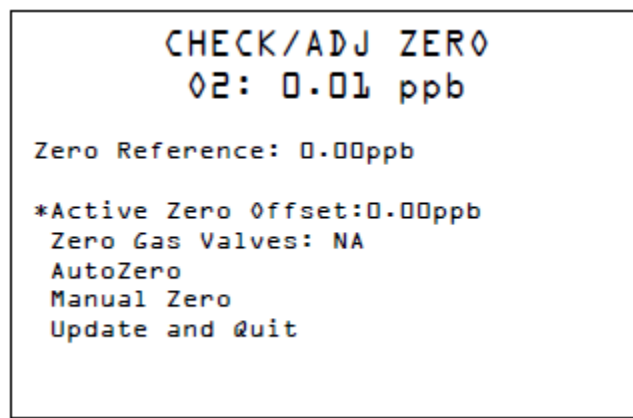 CHECK/ADJ ZERO
O2: 0.01 ppb
Zero Reference: 0.00ppb
*Active Zero Offset:0.00ppb
Zero Gas Valves: NA
AutoZero
Manual Zero
Update and Quit